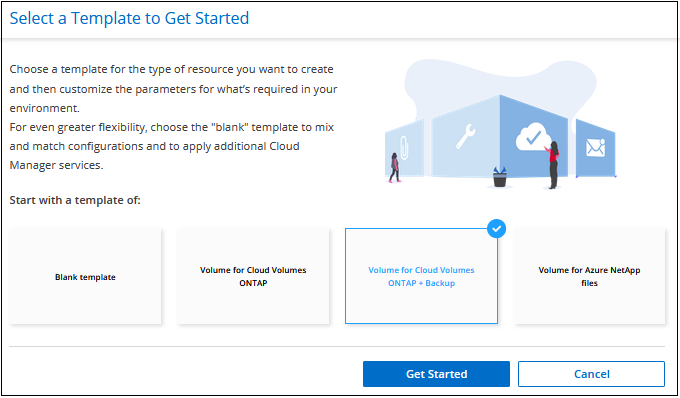 Select a Template to Get Started
Choose a template for the type of resource you want to create
and then customize the parameters for what's required in your
environment.
For even greater flexibility, choose the "blank" template to mix
and match configurations and to apply additional Cloud
Manager services.
Start with a template of:
Blank template
Volume for Cloud Volumes
ONTAP
Volume for Cloud Volumes
ONTAP + Backup
Volume for Azure NetApp
files
Get Started
Cancel